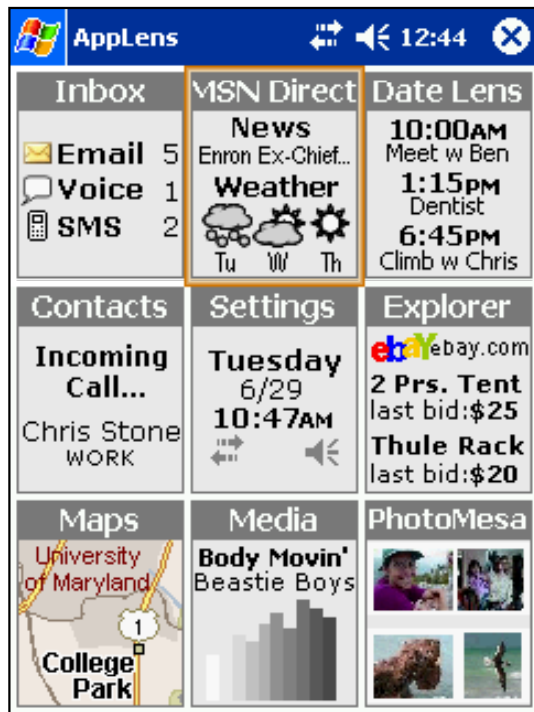 AppLens 12:44
Inbox
Email 5
Voice 1
SMS 2
MSN Direct
News
Enron Ex-Chief...
Weather
Tu W Th
Date Lens
10:00AM
Meet w Ben
1:15PM
Dentist
6:45PM
Climb w Chris
Contacts
Incoming
Call...
Chris Stone
WORK
Settings
Tuesday
6/29
10:47AM
Explorer
ebaY ebay.com
2 Prs. Tent
last bid:$25
Thule Rack
last bid:$20
Maps
University
of Maryland
1
College
Park
Media
Body Movin'
Beastie Boys
PhotoMesa